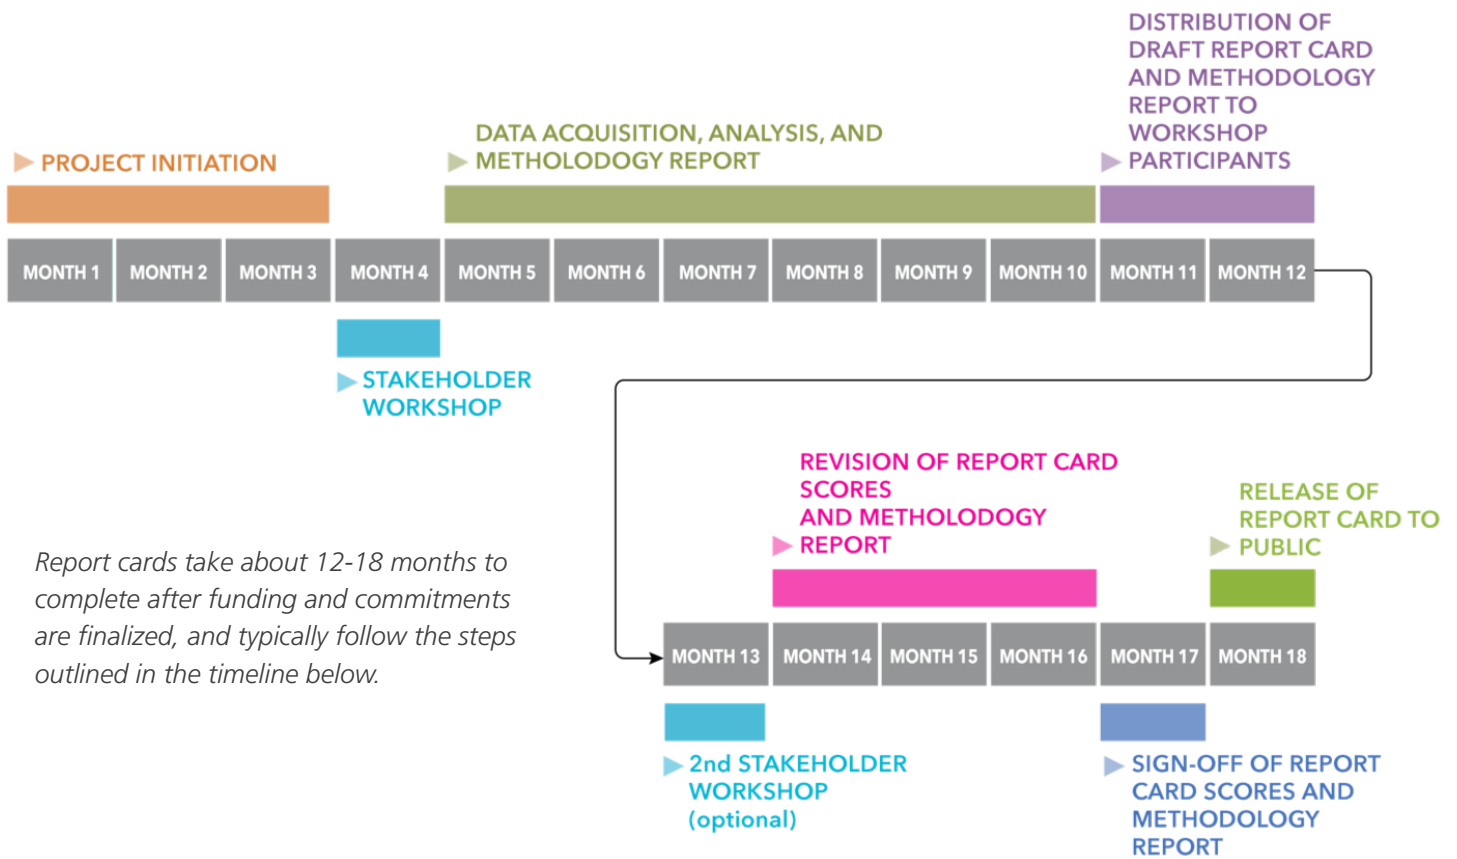 DISTRIBUTION OF
DRAFT REPORT CARD
AND METHODOLOGY
REPORT TO
WORKSHOP
PARTICIPANTS
DATA ACQUISITION, ANALYSIS, AND
METHOLODOGY REPORT
PROJECT INITIATION
MONTH 1
MONTH 2
MONTH 3
MONTH 4
MONTH 5
MONTH 6
MONTH 7
MONTH 8
MONTH 9
MONTH 10
MONTH 11
MONTH 12
STAKEHOLDER
WORKSHOP
REVISION OF REPORT CARD
SCORES
AND METHOLODOGY
REPORT
RELEASE OF
REPORT CARD TO
PUBLIC
Report cards take about 12-18 months to
complete after funding and commitments
are finalized, and typically follow the steps
outlined in the timeline below.
MONTH 13
MONTH 14
MONTH 15
MONTH 16
MONTH 17
MONTH 18
2nd STAKEHOLDER
WORKSHOP
(optional)
SIGN-OFF OF REPORT
CARD SCORES AND
METHODOLOGY
REPORT